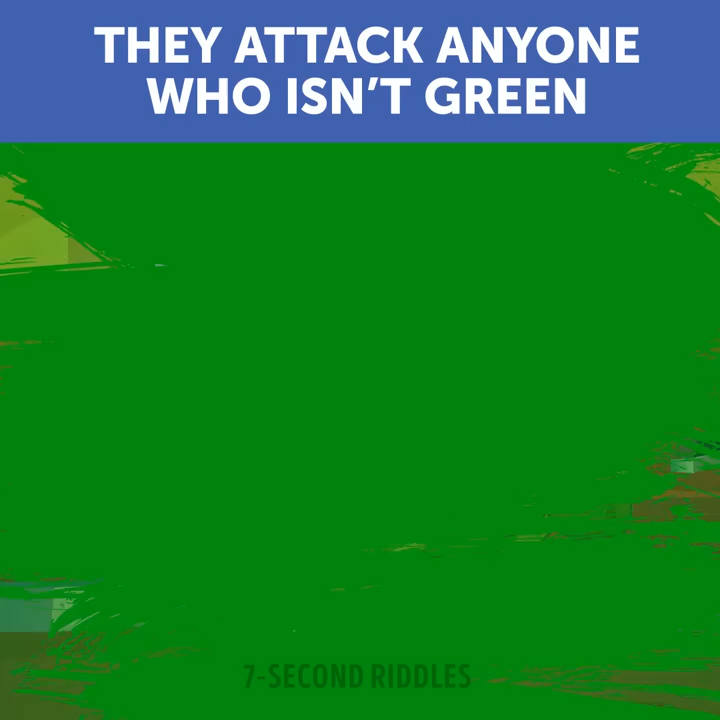 THEY ATTACK ANYONE
WHO ISN’T GREEN
7-SECOND RIDDLES